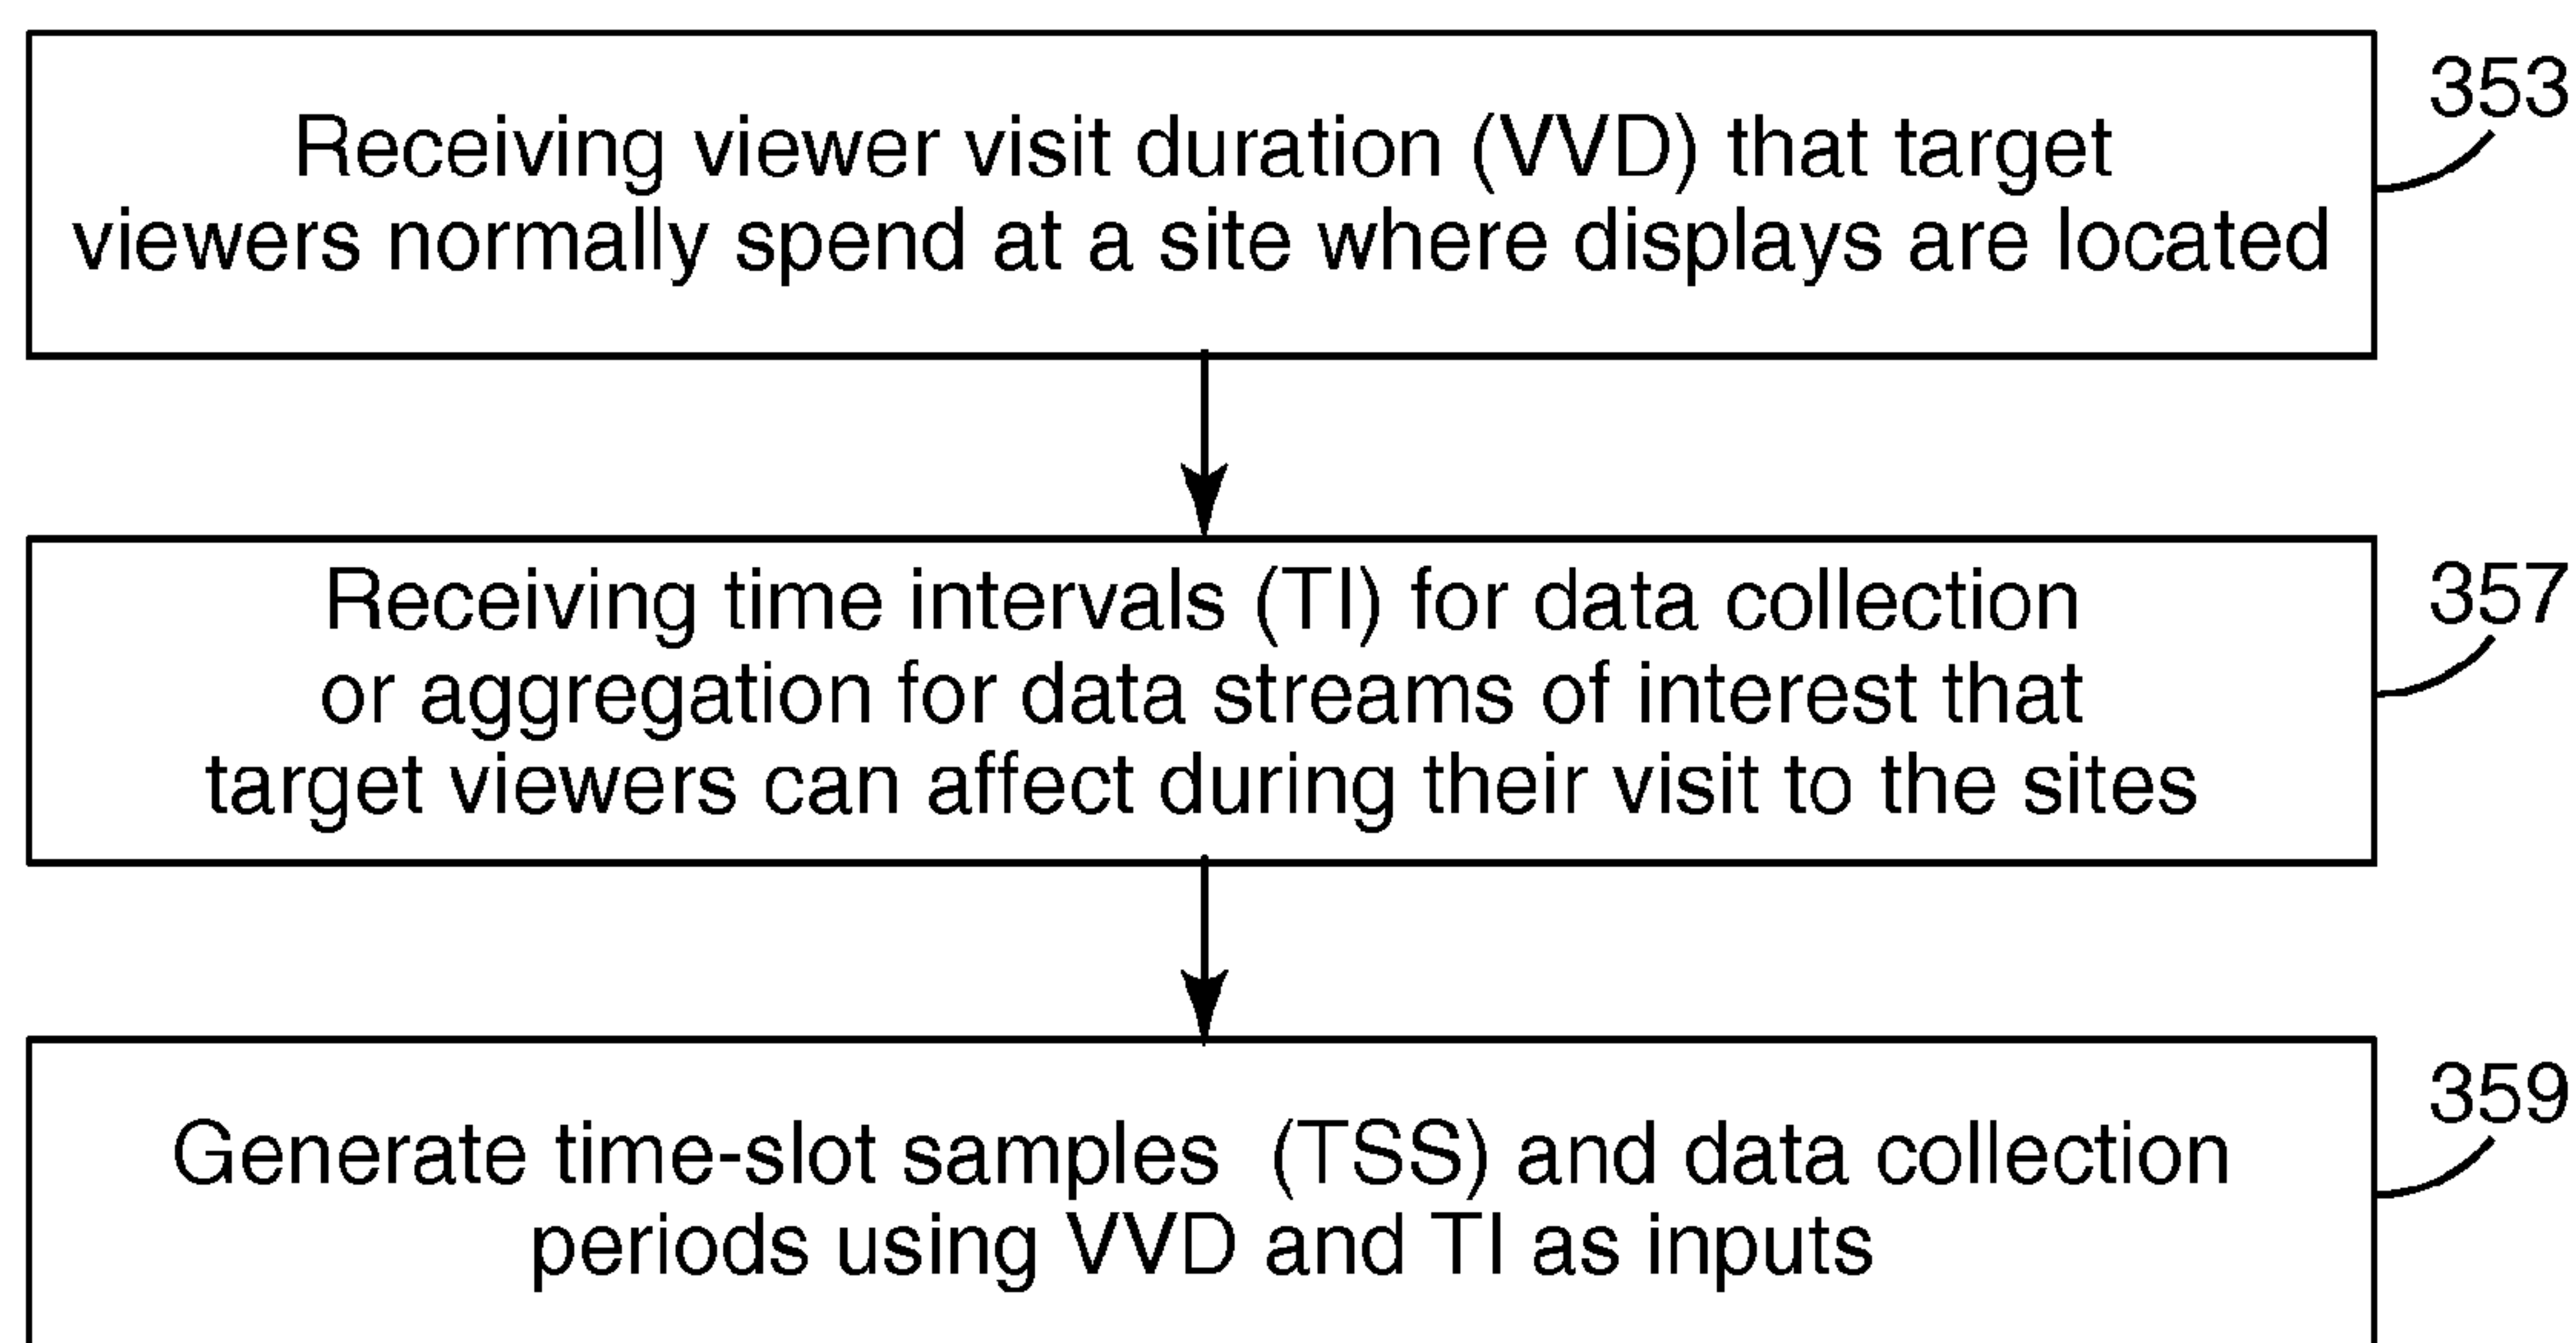 353
Receiving viewer visit duration (VVD) that target
viewers normally spend at a site where displays are located
357
Receiving time intervals (TI) for data collection
or aggregation for data streams of interest that
target viewers can affect during their visit to the sites
359
Generate time-slot samples (TSS) and data collection
periods using VVD and TI as inputs